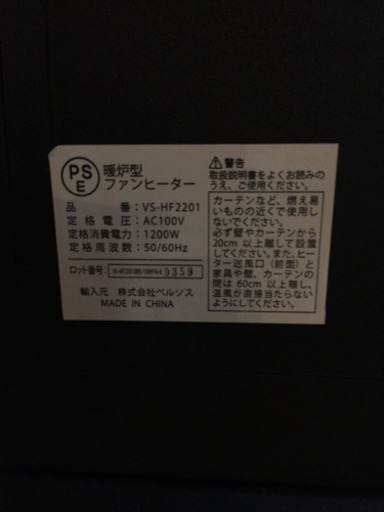 PS
E
暖炉型
ファンヒーター
品 番：VS-HF2201
定格電圧：AC100V
定格消費電力：1200W
定格周波数：50/60Hz
ロット番号： 9359
輸入元 株式会社ベルソス
MADE IN CHINA
⚠警告
取扱説明書をよくお読みの
うえ、ご使用ください。
カーテンなど、燃え易
いものの近くで使用し
ないでください。
必ず壁やカーテンから
20cm 以上離して設置
してください。また、ヒー
ター送風口（前面）と
家具や壁、カーテンの
間は 60cm 以上離し、
温風が直接当たらない
ようにしてください。